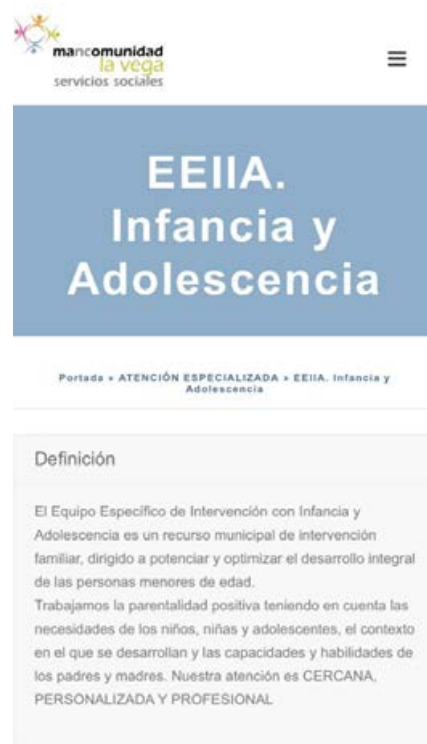 mancomunidad
la vega
servicios sociales
EEIIA.
Infancia y
Adolescencia
Portada » ATENCIÓN ESPECIALIZADA » EEIIA. Infancia y
Adolescencia
Definición
El Equipo Específico de Intervención con Infancia y
Adolescencia es un recurso municipal de intervención
familiar, dirigido a potenciar y optimizar el desarrollo integral
de las personas menores de edad.
Trabajamos la parentalidad positiva teniendo en cuenta las
necesidades de los niños, niñas y adolescentes, el contexto
en el que se desarrollan y las capacidades y habilidades de
los padres y madres. Nuestra atención es CERCANA,
PERSONALIZADA Y PROFESIONAL